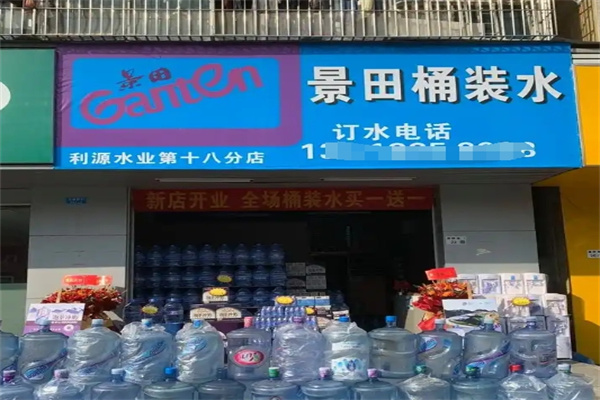 景田
Ganten
景田桶装水
订水电话
利源水业第十八分店
新店开业 全场桶装水买一送一